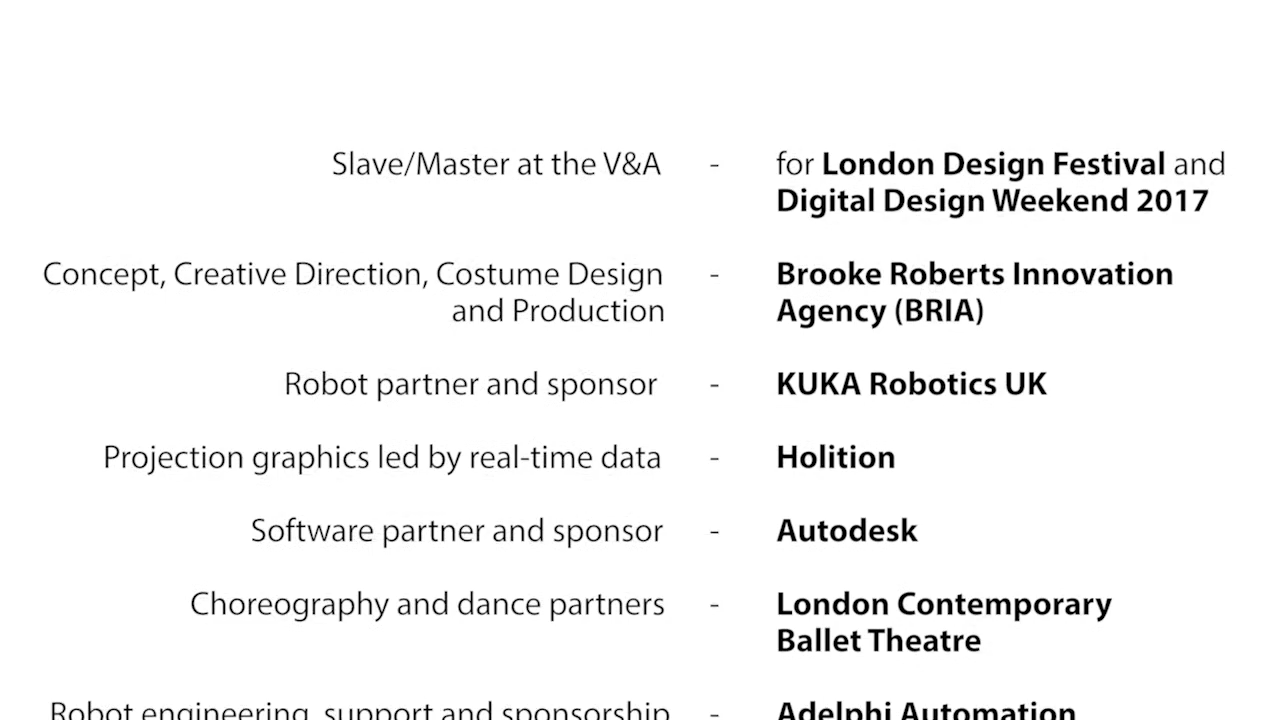 Slave/Master at the V&A - for London Design Festival and
Digital Design Weekend 2017
Concept, Creative Direction, Costume Design - Brooke Roberts Innovation
and Production Agency (BRIA)
Robot partner and sponsor - KUKA Robotics UK
Projection graphics led by real-time data - Holition
Software partner and sponsor - Autodesk
Choreography and dance partners - London Contemporary
Ballet Theatre
Robot engineering, support and sponsorship - Adelphi Automation